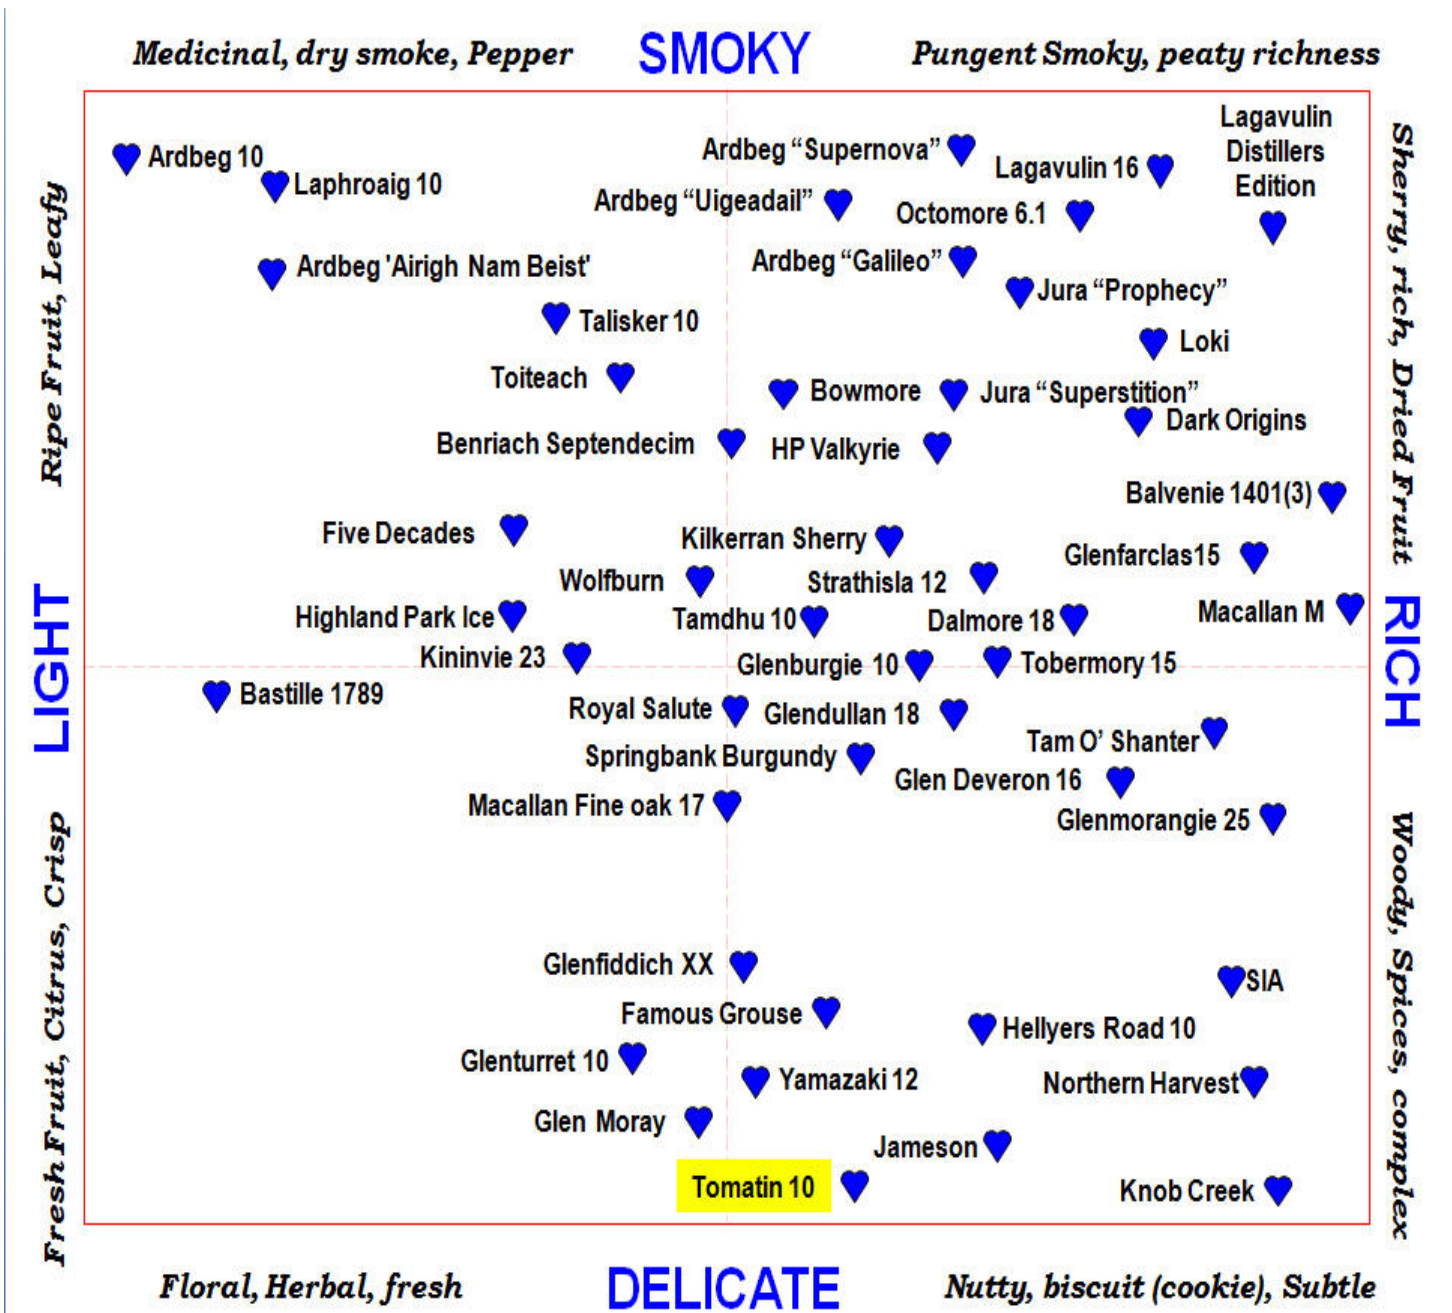 Medicinal, dry smoke, Pepper
SMOKY
Pungent Smoky, peaty richness
Ripe Fruit, Leafy
LIGHT
Fresh Fruit, Citrus, Crisp
Ardbeg 10
Laphroaig 10
Ardbeg "Supernova"
Lagavulin 16
Lagavulin
Distillers
Edition
Ardbeg "Uigeadail"
Octomore 6.1
Ardbeg 'Airigh Nam Beist'
Ardbeg "Galileo"
Jura "Prophecy"
Talisker 10
Loki
Toiteach
Bowmore
Jura "Superstition"
Dark Origins
Benriach Septendecim
HP Valkyrie
Balvenie 1401(3)
Five Decades
Kilkerran Sherry
Glenfarclas15
Wolfburn
Strathisla 12
Highland Park Ice
Tamdhu 10
Dalmore 18
Macallan M
Kininvie 23
Glenburgie 10
Tobermory 15
Bastille 1789
Royal Salute
Glendullan 18
Tam O’ Shanter
Springbank Burgundy
Glen Deveron 16
Macallan Fine oak 17
Glenmorangie 25
Glenfiddich XX
SIA
Famous Grouse
Hellyers Road 10
Glenturret 10
Yamazaki 12
Northern Harvest
Glen Moray
Jameson
Tomatin 10
Knob Creek
Sherry, rich, Dried Fruit
RICH
Woody, Spices, complex
Floral, Herbal, fresh
DELICATE
Nutty, biscuit (cookie), Subtle